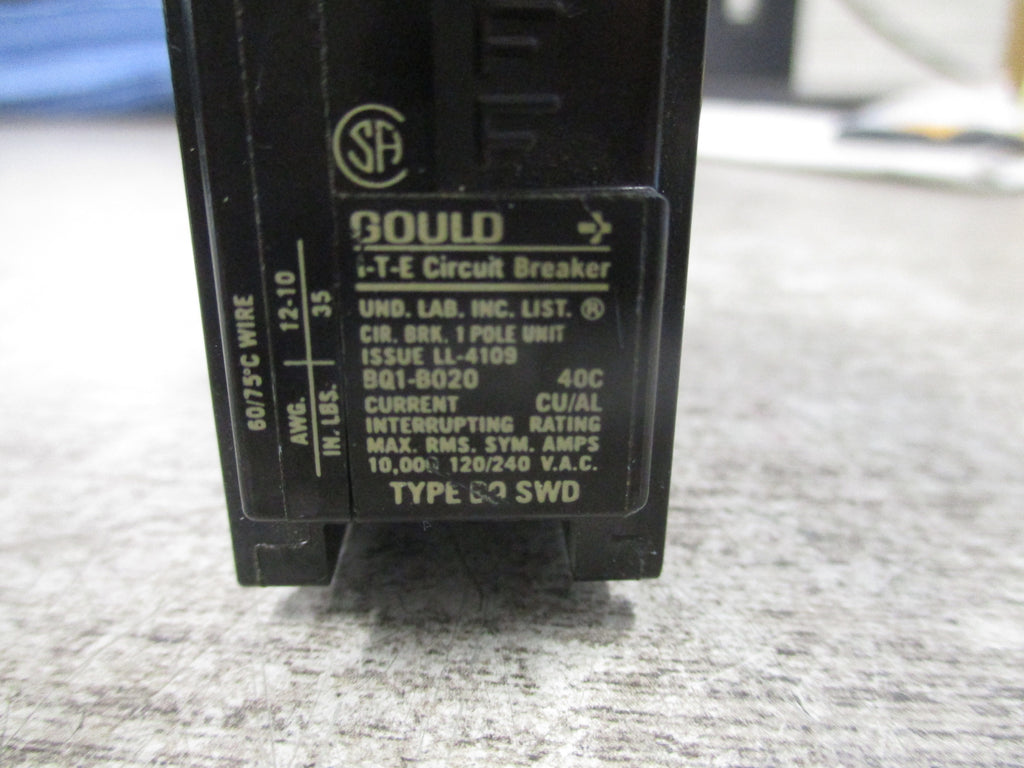 SA
GOULD
I-T-E Circuit Breaker
UND. LAB. INC. LIST. ®
CIR. BRK. 1 POLE UNIT
ISSUE LL-4109
BQ1-B020 40C
CURRENT CU/AL
INTERRUPTING RATING
MAX. RMS. SYM. AMPS
10,000 120/240 V.A.C.
TYPE BQ SWD
60/75°C WIRE
AWG. 12-10
IN. LBS. 35